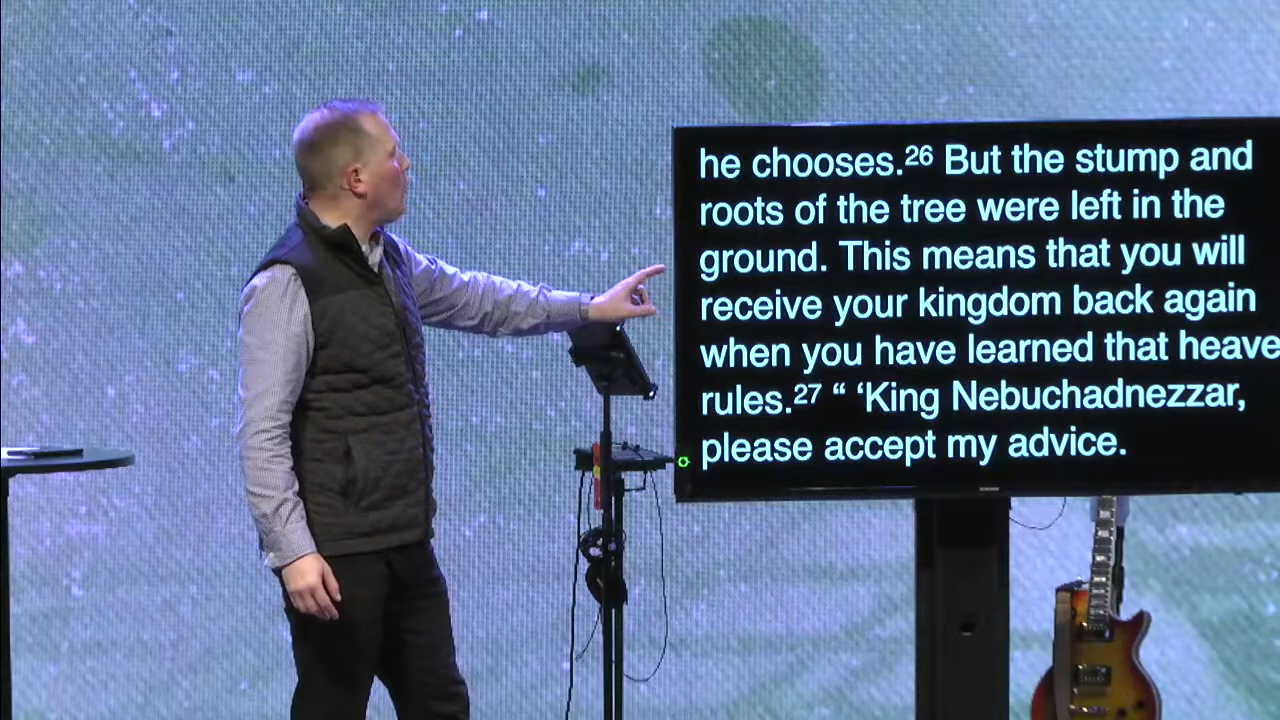 he chooses.26 But the stump and
roots of the tree were left in the
ground. This means that you will
receive your kingdom back again
when you have learned that heave
rules.27 “ ‘King Nebuchadnezzar,
please accept my advice.